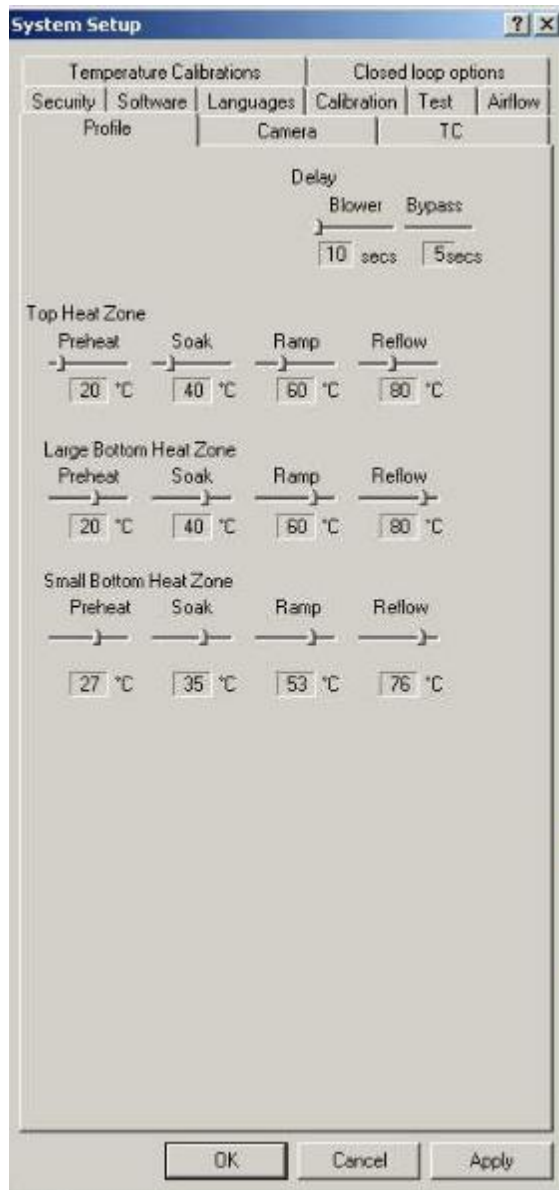 System Setup
Temperature Calibrations Closed loop options
Security Software Languages Calibration Test Airflow
Profile Camera TC
Delay
Blower Bypass
10 secs 5secs
Top Heat Zone
Preheat Soak Ramp Reflow
20 °C 40 °C 60 °C 80 °C
Large Bottom Heat Zone
Preheat Soak Ramp Reflow
20 °C 40 °C 60 °C 80 °C
Small Bottom Heat Zone
Preheat Soak Ramp Reflow
27 °C 35 °C 53 °C 76 °C
OK Cancel Apply